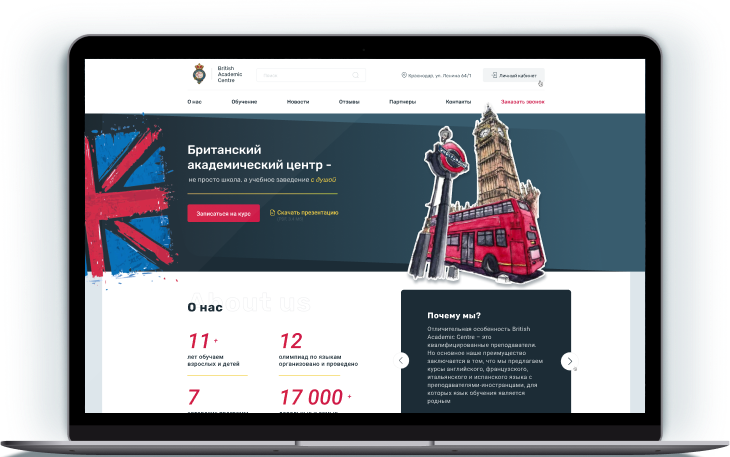 British
Academic
Centre
Поиск
Краснодар, ул. Ленина 64/1
Личный кабинет
О нас
Обучение
Новости
Отзывы
Партнеры
Контакты
Заказать звонок
Британский
академический центр -
не просто школа, а учебное заведение с душой
Записаться на курс
Скачать презентацию
About us
О нас
11 +
лет обучаем
взрослых и детей
12
олимпиад по языкам
организовано и проведено
7
17 000 +
Почему мы?
Отличительная особенность British
Academic Centre – это
квалифицированные преподаватели.
Но основное наше преимущество
заключается в том, что мы предлагаем
курсы английского, французского,
итальянского и испанского языка с
преподавателями-иностранцами, для
которых язык обучения является
родным